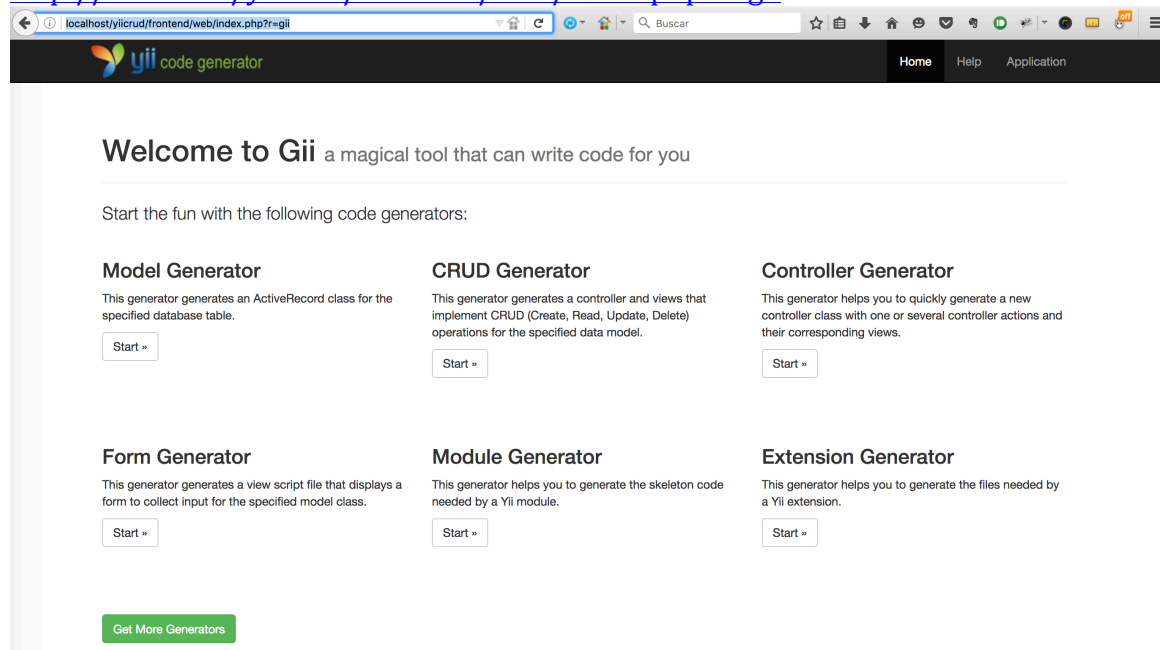 localhost/yiicrud/frontend/web/index.php?r=gii
Buscar
off
yii code generator
Home Help Application
Welcome to Gii a magical tool that can write code for you
Start the fun with the following code generators:
Model Generator
This generator generates an ActiveRecord class for the
specified database table.
Start »
CRUD Generator
This generator generates a controller and views that
implement CRUD (Create, Read, Update, Delete)
operations for the specified data model.
Start »
Controller Generator
This generator helps you to quickly generate a new
controller class with one or several controller actions and
their corresponding views.
Start »
Form Generator
This generator generates a view script file that displays a
form to collect input for the specified model class.
Start »
Module Generator
This generator helps you to generate the skeleton code
needed by a Yii module.
Start »
Extension Generator
This generator helps you to generate the files needed by
a Yii extension.
Start »
Get More Generators